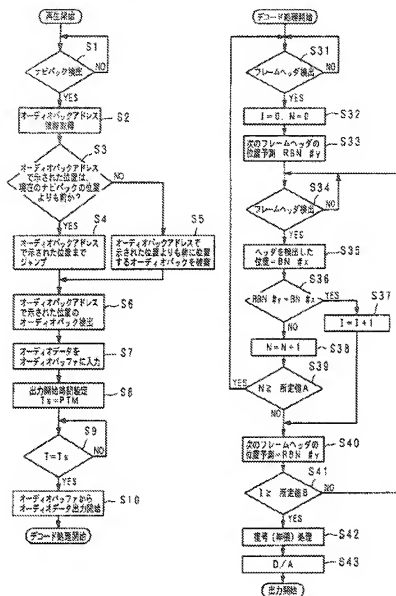 再生開始
S1
ナビパック検出
NO
YES
オーディオパックアドレス
情報取得
S2
S3
オーディオパックアドレス
で示された位置は、
現在のナビパックの位置
よりも前か?
NO
YES
S4
S5
オーディオパックアドレス
で示された位置まで
ジャンプ
オーディオパックアドレスで
示された位置よりも前に位置
するオーディオパックを検索
S6
オーディオパックアドレス
で示された位置の
オーディオパック検出
S7
オーディオデータを
オーディオバッファに入力
S8
出力開始時間設定
Ts=PTM
S9
T=Ts
NO
YES
S10
オーディオバッファから
オーディオデータ出力開始
デコード処理開始
デコード処理開始
S31
フレームヘッダ検出
NO
YES
S32
I=0, N=0
S33
次のフレームヘッダの
位置予測 RBN #y
S34
フレームヘッダ検出
NO
YES
S35
ヘッダを検出した
位置=BN #x
S36
RBN #y=BN #x
YES
S37
I=I+1
NO
N=N+1
S38
S39
N≥ 所定値A
YES
NO
S40
次のフレームヘッダの
位置予測=RBN #y
S41
I≥ 所定値B
NO
YES
S42
復号(伸張)処理
S43
D/A
出力開始